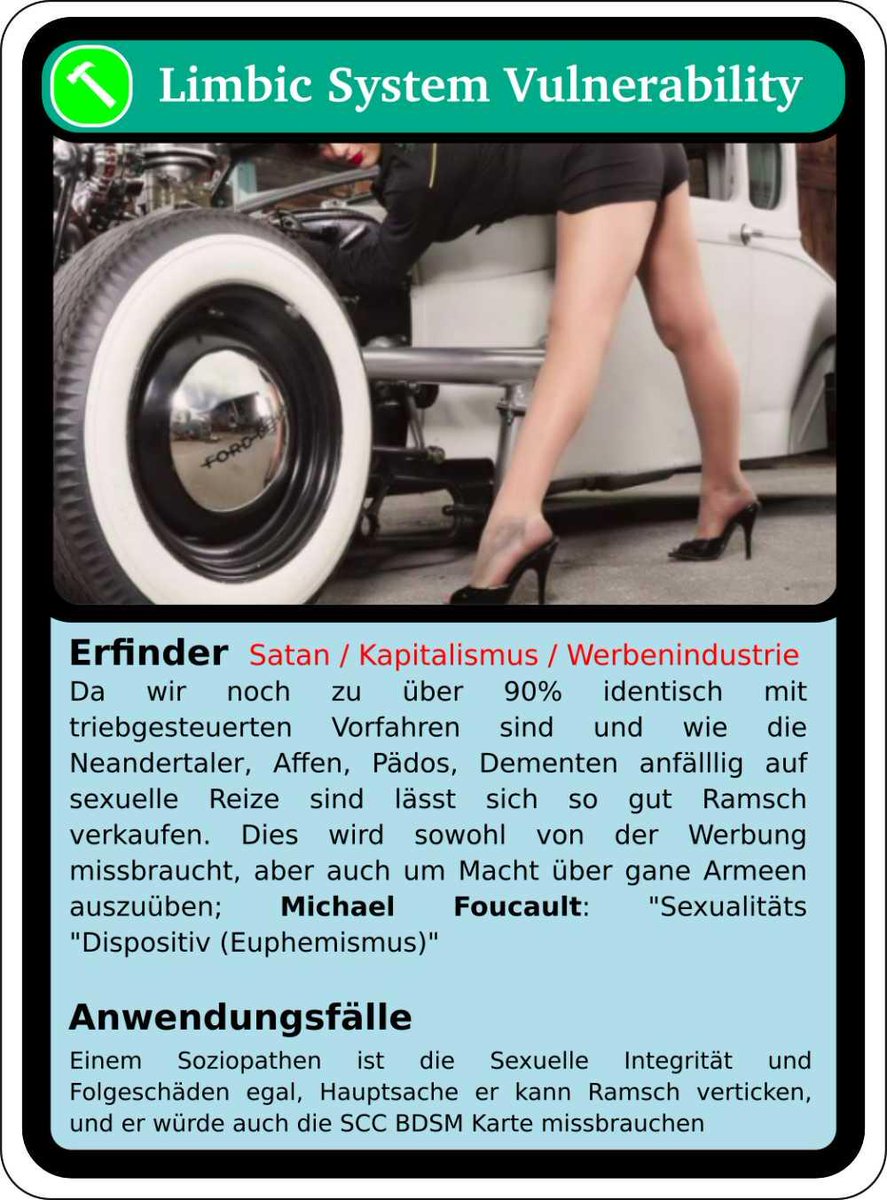 Limbic System Vulnerability
FORD
Erfinder Satan / Kapitalismus / Werbenindustrie
Da wir noch zu über 90% identisch mit
triebgesteuerten Vorfahren sind und wie die
Neandertaler, Affen, Pädos, Dementen anfälllig auf
sexuelle Reize sind lässt sich so gut Ramsch
verkaufen. Dies wird sowohl von der Werbung
missbraucht, aber auch um Macht über gane Armeen
auszuüben; Michael Foucault: "Sexualitäts
"Dispositiv (Euphemismus)"
Anwendungsfälle
Einem Soziopathen ist die Sexuelle Integrität und
Folgeschäden egal, Hauptsache er kann Ramsch verticken,
und er würde auch die SCC BDSM Karte missbrauchen